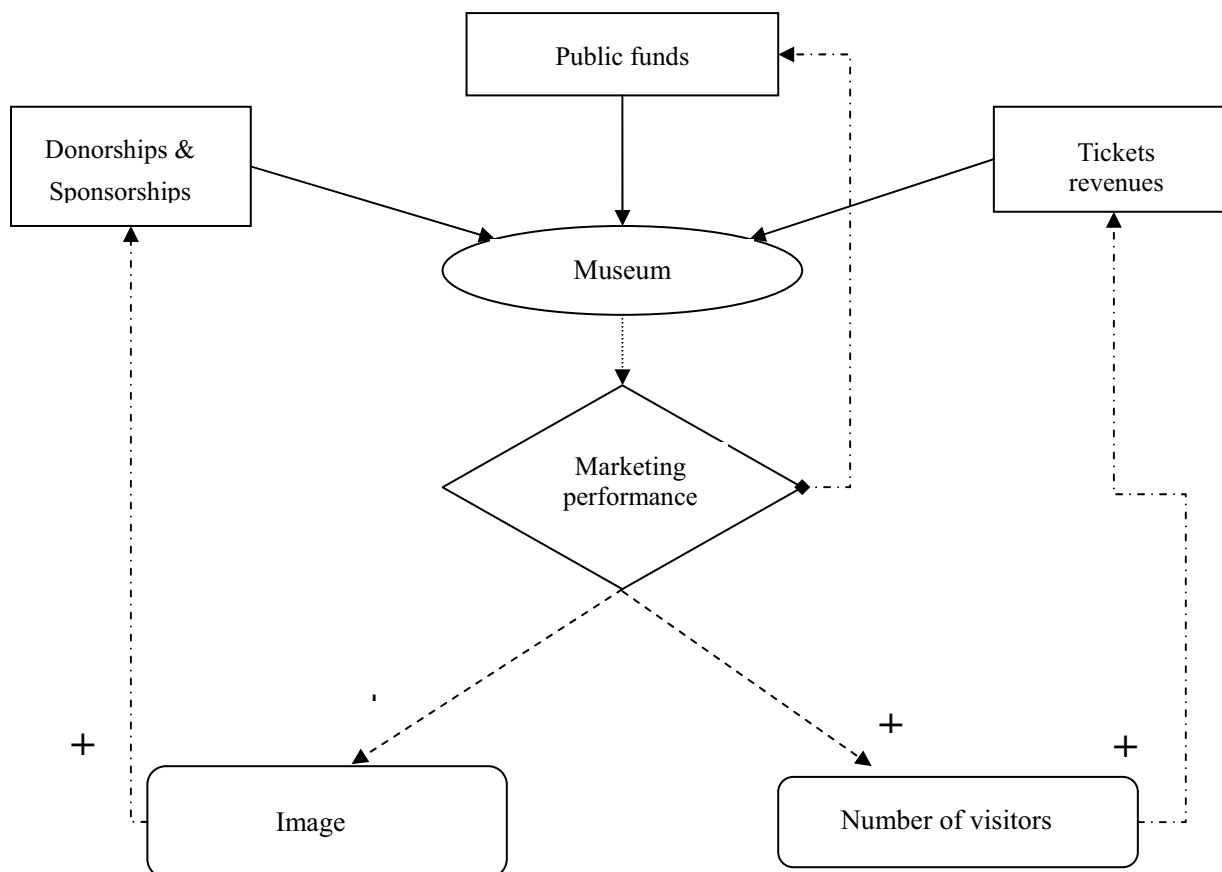 Public funds
Donorships &
Sponsorships
Tickets
revenues
Museum
Marketing
performance
+
+
+
Image
Number of visitors